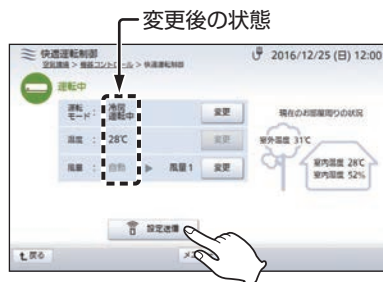 変更後の状態
快適運転制御
空気環境 > 機器コントロール > 快適運転制御
2016/12/25 (日) 12:00
運転中
運転モード : 冷房運転中 変更
温度 : 28℃ 変更
風量 : 自動 ▶ 風量1 変更
現在のお部屋周りの状況
室外温度 31℃
室内温度 28℃
室内湿度 52%
設定送信
戻る